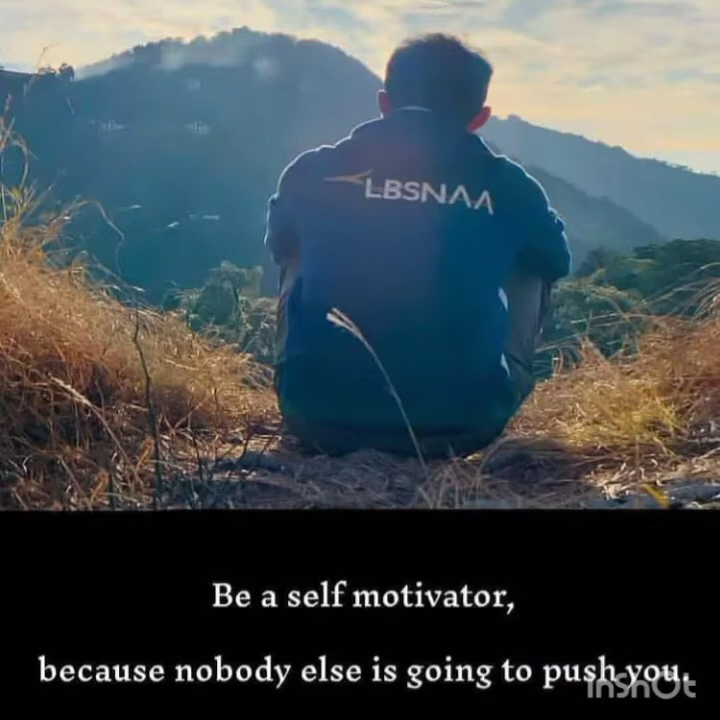 LBSNAA
Be a self motivator,
because nobody else is going to push you.
InShOt